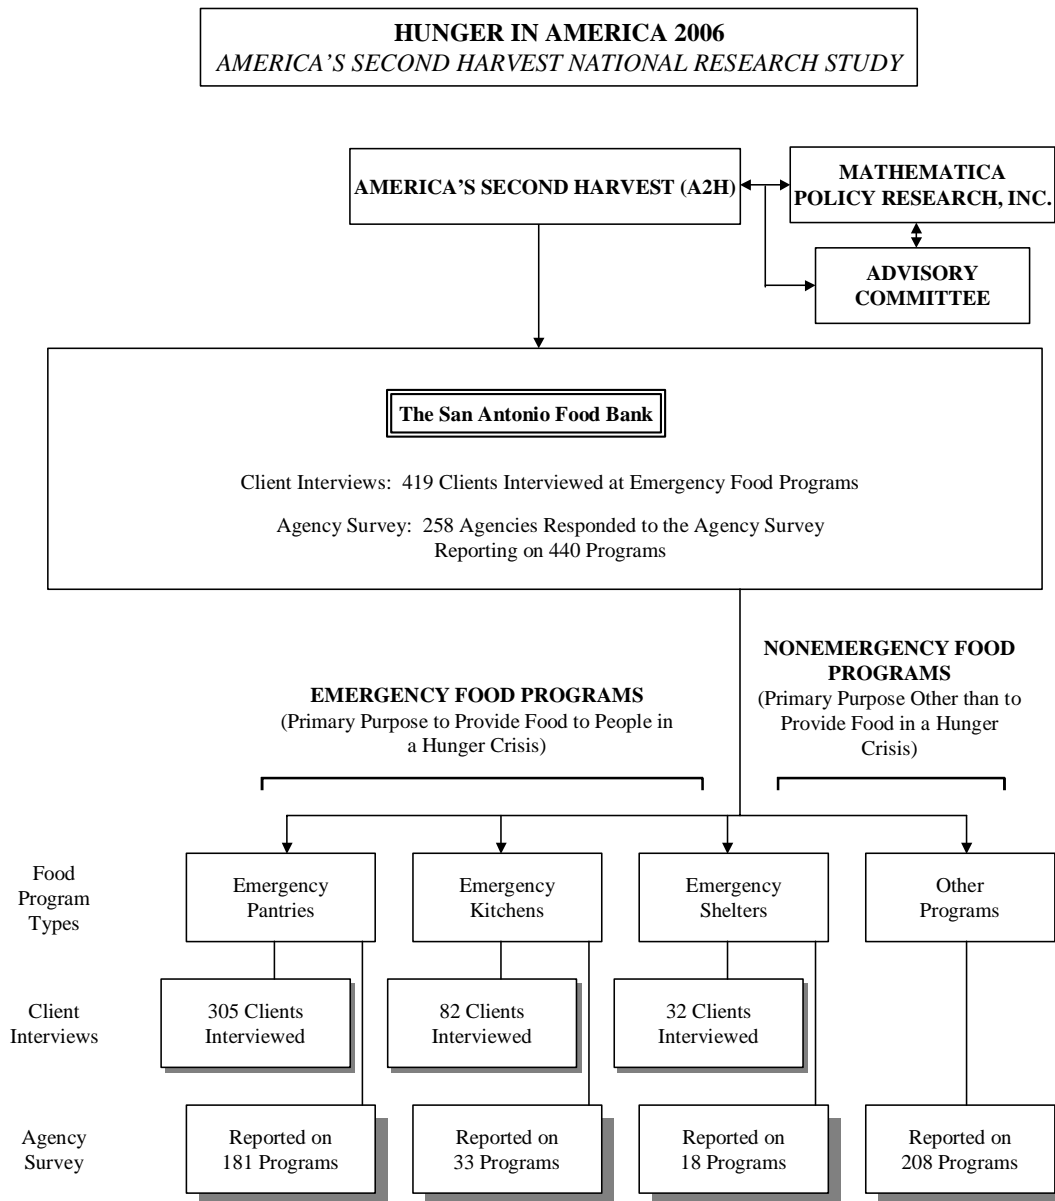 HUNGER IN AMERICA 2006
AMERICA'S SECOND HARVEST NATIONAL RESEARCH STUDY
AMERICA'S SECOND HARVEST (A2H)
MATHEMATICA
POLICY RESEARCH, INC.
ADVISORY
COMMITTEE
The San Antonio Food Bank
Client Interviews: 419 Clients Interviewed at Emergency Food Programs
Agency Survey: 258 Agencies Responded to the Agency Survey
Reporting on 440 Programs
EMERGENCY FOOD PROGRAMS
(Primary Purpose to Provide Food to People in
a Hunger Crisis)
NONEMERGENCY FOOD
PROGRAMS
(Primary Purpose Other than to
Provide Food in a Hunger
Crisis)
Food
Program
Types
Emergency
Pantries
Emergency
Kitchens
Emergency
Shelters
Other
Programs
Client
Interviews
305 Clients
Interviewed
82 Clients
Interviewed
32 Clients
Interviewed
Agency
Survey
Reported on
181 Programs
Reported on
33 Programs
Reported on
18 Programs
Reported on
208 Programs